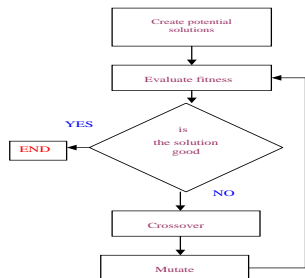 Create potential
solutions
Evaluate fitness
YES
is
the solution
good
END
NO
Crossover
Mutate